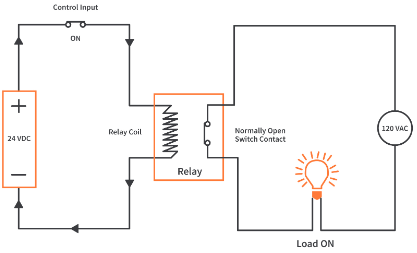 Control Input
ON
24 VDC
Relay Coil
Relay
Normally Open
Switch Contact
120 VAC
Load ON